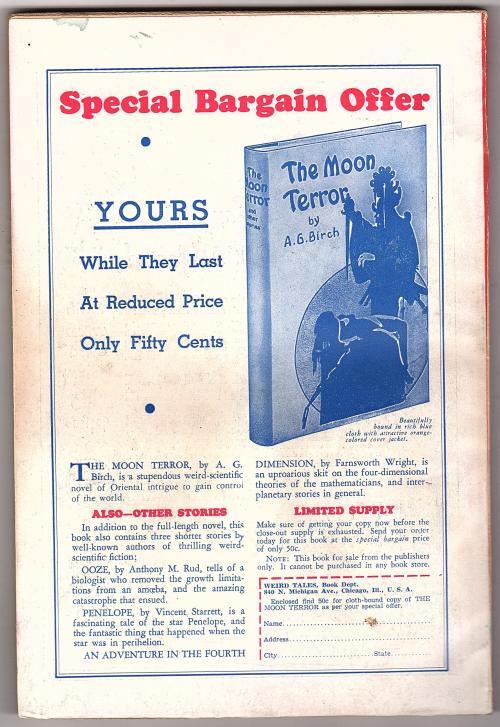 Special Bargain Offer
YOURS
While They Last
At Reduced Price
Only Fifty Cents
The
Moon
Terror
and
other
stories
The Moon
Terror
by
A.G.Birch
Beautifully
bound in rich blue
cloth with attractive orange-
colored cover jacket.
THE MOON TERROR, by A. G.
Birch, is a stupendous weird-scientific
novel of Oriental intrigue to gain control
of the world.
ALSO—OTHER STORIES
In addition to the full-length novel, this
book also contains three shorter stories by
well-known authors of thrilling weird-
scientific fiction:
OOZE, by Anthony M. Rud, tells of a
biologist who removed the growth limita-
tions from an amœba, and the amazing
catastrophe that ensued.
PENELOPE, by Vincent Starrett, is a
fascinating tale of the star Penelope, and
the fantastic thing that happened when the
star was in perihelion.
AN ADVENTURE IN THE FOURTH
DIMENSION, by Farnsworth Wright, is
an uproarious skit on the four-dimensional
theories of the mathematicians, and inter-
planetary stories in general.
LIMITED SUPPLY
Make sure of getting your copy now before the
close-out supply is exhausted. Send your order
today for this book at the special bargain price
of only 50c.
NOTE: This book for sale from the publishers
only. It cannot be purchased in any book store.
WEIRD TALES, Book Dept.
840 N. Michigan Ave., Chicago, Ill., U. S. A.
Enclosed find 50c for cloth-bound copy of THE
MOON TERROR as per your special offer.
Name
Address
City State